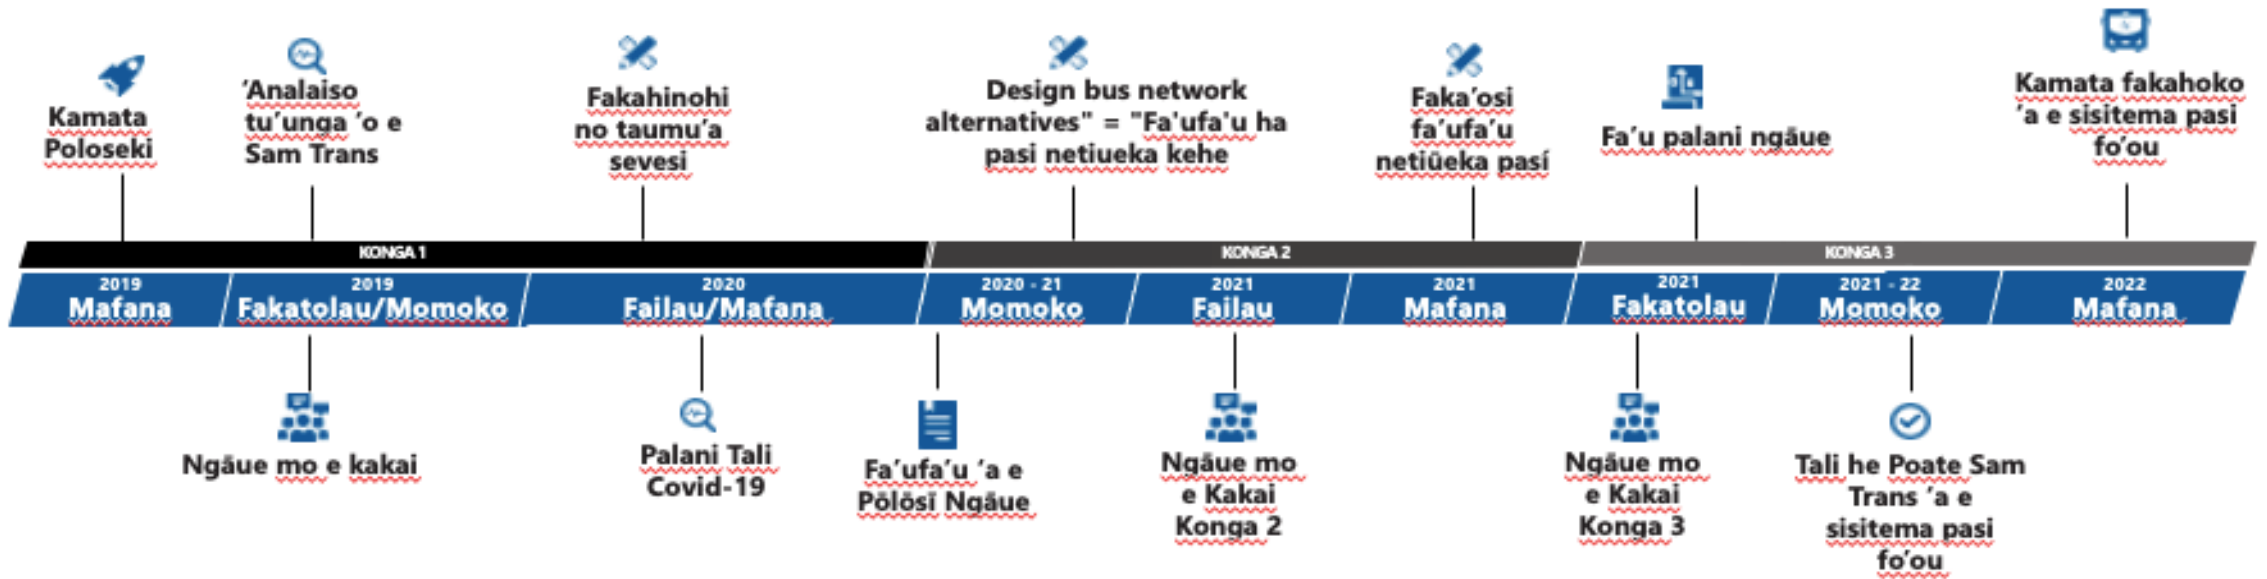 Kamata
Poloseki
‘Analaiso
tu’unga ‘o e
Sam Trans
Fakahinohi
no taumu’a
sevesi
Design bus network
alternatives" = "Fa'ufa'u ha
pasi netiueka kehe
Faka’osi
fa’ufa’u
netiūeka pasí
Fa’u palani ngāue
Kamata fakahoko
‘a e sisitema pasi
fo’ou
KONGA 1
KONGA 2
KONGA 3
2019
Mafana
2019
Fakatolau/Momoko
2020
Failau/Mafana
2020 - 21
Momoko
2021
Failau
2021
Mafana
2021
Fakatolau
2021 - 22
Momoko
2022
Mafana
Ngāue mo e kakai
Palani Tali
Covid-19
Fa’ufa’u ‘a e
Pōlōsī Ngāue
Ngāue mo
e Kakai
Konga 2
Ngāue mo
e Kakai
Konga 3
Tali he Poate Sam
Trans ‘a e
sisitema pasi
fo’ou